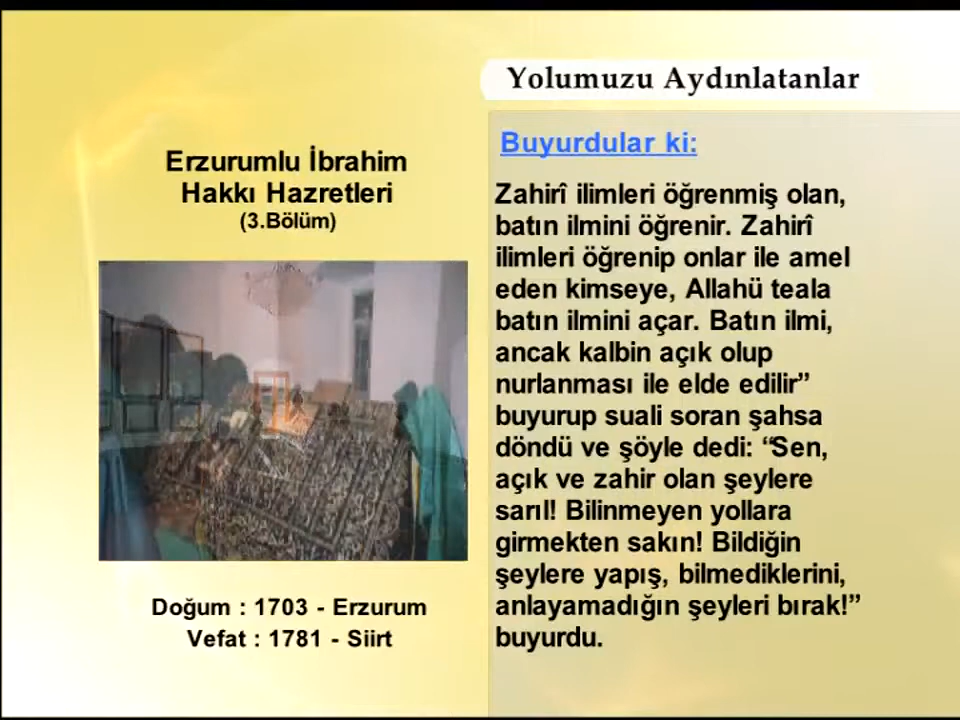 Yolumuzu Aydınlatanlar
Erzurumlu İbrahim
Hakkı Hazretleri
(3.Bölüm)
Doğum : 1703 - Erzurum
Vefat : 1781 - Siirt
Buyurdular ki:
Zahirî ilimleri öğrenmiş olan,
batın ilmini öğrenir. Zahirî
ilimleri öğrenip onlar ile amel
eden kimseye, Allahü teala
batın ilmini açar. Batın ilmi,
ancak kalbin açık olup
nurlanması ile elde edilir”
buyurup suali soran şahsa
döndü ve şöyle dedi: “Sen,
açık ve zahir olan şeylere
sarıl! Bilinmeyen yollara
girmekten sakın! Bildiğin
şeylere yapış, bilmediklerini,
anlayamadığın şeyleri bırak!”
buyurdu.